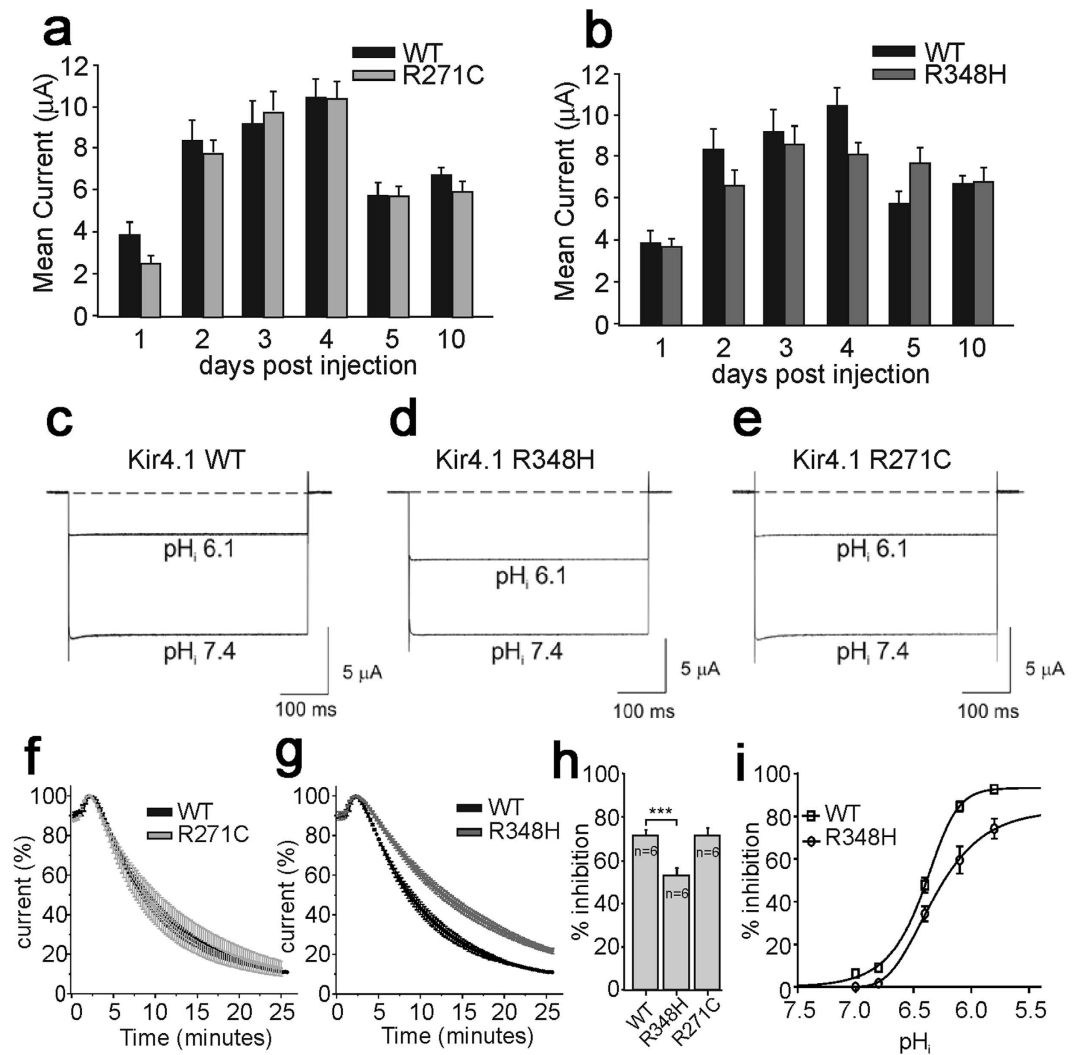 a
WT
R271C
Mean Current (μA)
12
10
8
6
4
2
0
1 2 3 4 5 10
days post injection
b
WT
R348H
Mean Current (μA)
12
10
8
6
4
2
0
1 2 3 4 5 10
days post injection
c
Kir4.1 WT
pHi 6.1
pHi 7.4
5 μA
100 ms
d
Kir4.1 R348H
pHi 6.1
pHi 7.4
5 μA
100 ms
e
Kir4.1 R271C
pHi 6.1
pHi 7.4
5 μA
100 ms
f
WT
R271C
current (%)
100
80
60
40
20
0
0 5 10 15 20 25
Time (minutes)
g
WT
R348H
current (%)
100
80
60
40
20
0
0 5 10 15 20 25
Time (minutes)
h
% inhibition
100
80
60
40
20
0
***
n=6
n=6
n=6
WT
R348H
R271C
i
WT
R348H
% inhibition
100
80
60
40
20
0
7.5 7.0 6.5 6.0 5.5
pHi